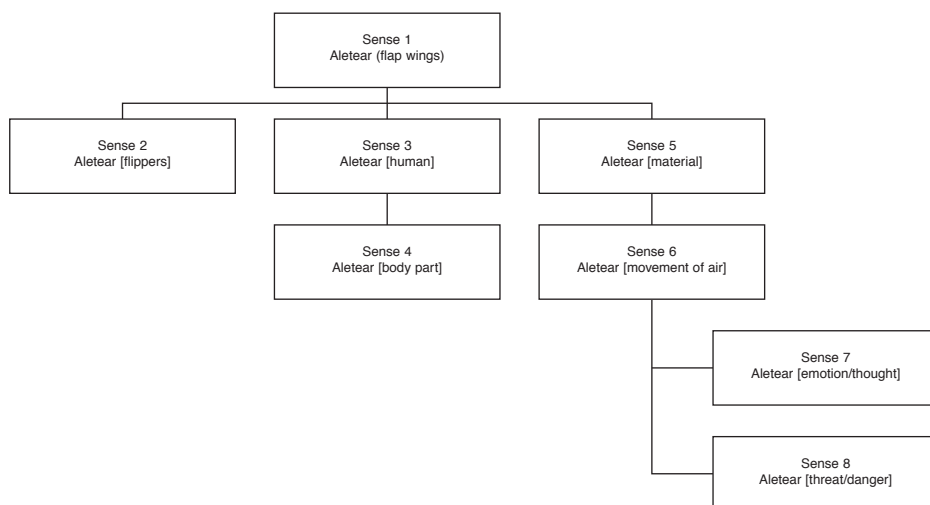 Sense 1
Aletear (flap wings)
Sense 2
Aletear [flippers]
Sense 3
Aletear [human]
Sense 5
Aletear [material]
Sense 4
Aletear [body part]
Sense 6
Aletear [movement of air]
Sense 7
Aletear [emotion/thought]
Sense 8
Aletear [threat/danger]